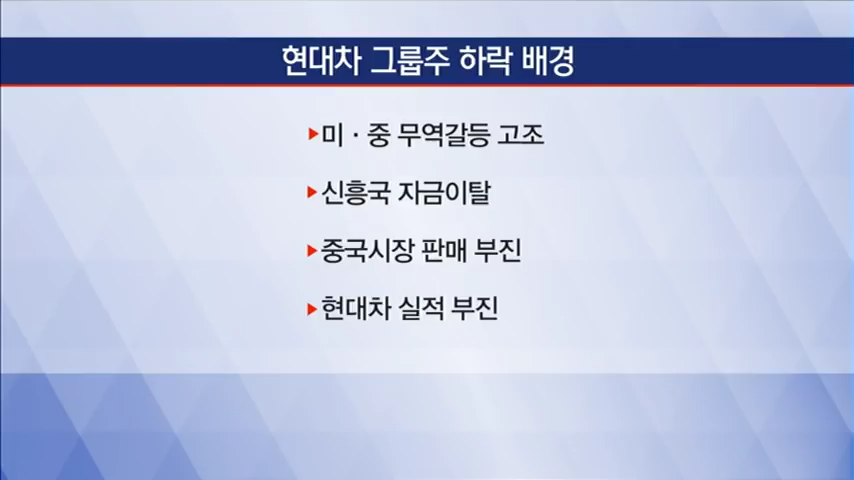 현대차 그룹주 하락 배경
▶미·중 무역갈등 고조
▶신흥국 자금이탈
▶중국시장 판매 부진
▶현대차 실적 부진